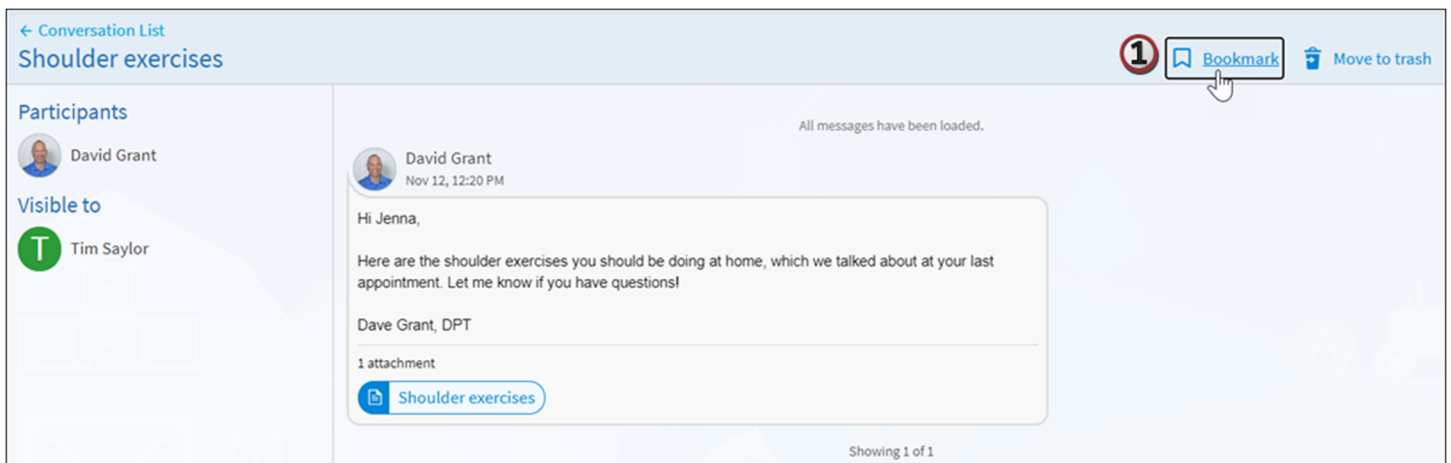 ← Conversation List
Shoulder exercises
1
Bookmark
Move to trash
Participants
David Grant
Visible to
T
Tim Saylor
All messages have been loaded.
David Grant
Nov 12, 12:20 PM
Hi Jenna,
Here are the shoulder exercises you should be doing at home, which we talked about at your last
appointment. Let me know if you have questions!
Dave Grant, DPT
1 attachment
Shoulder exercises
Showing 1 of 1